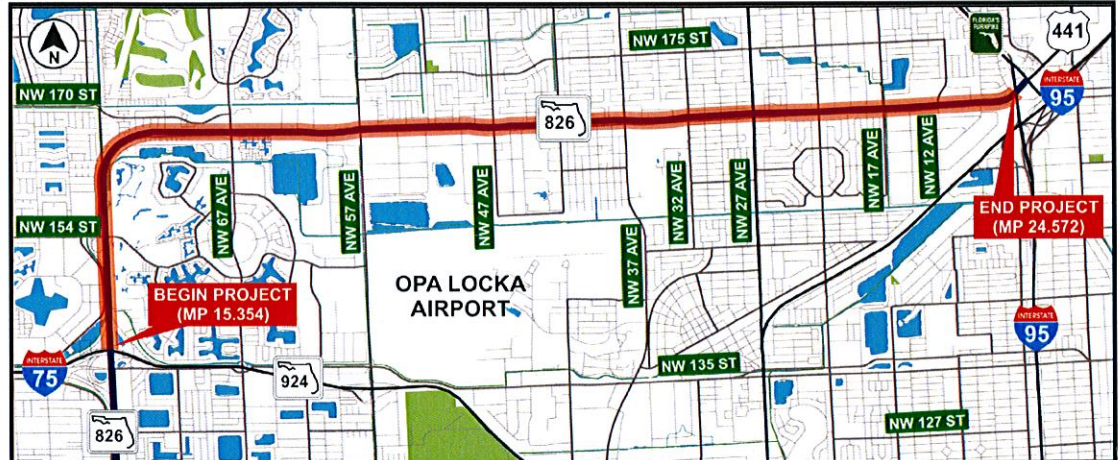 N
NW 175 ST
FLORIDA'S
TURNPIKE
441
NW 170 ST
INTERSTATE
95
826
NW 67 AVE
NW 57 AVE
NW 47 AVE
NW 32 AVE
NW 27 AVE
NW 17 AVE
NW 12 AVE
NW 154 ST
END PROJECT
(MP 24.572)
NW 37 AVE
OPA LOCKA
AIRPORT
BEGIN PROJECT
(MP 15.354)
INTERSTATE
95
INTERSTATE
75
924
NW 135 ST
826
NW 127 ST